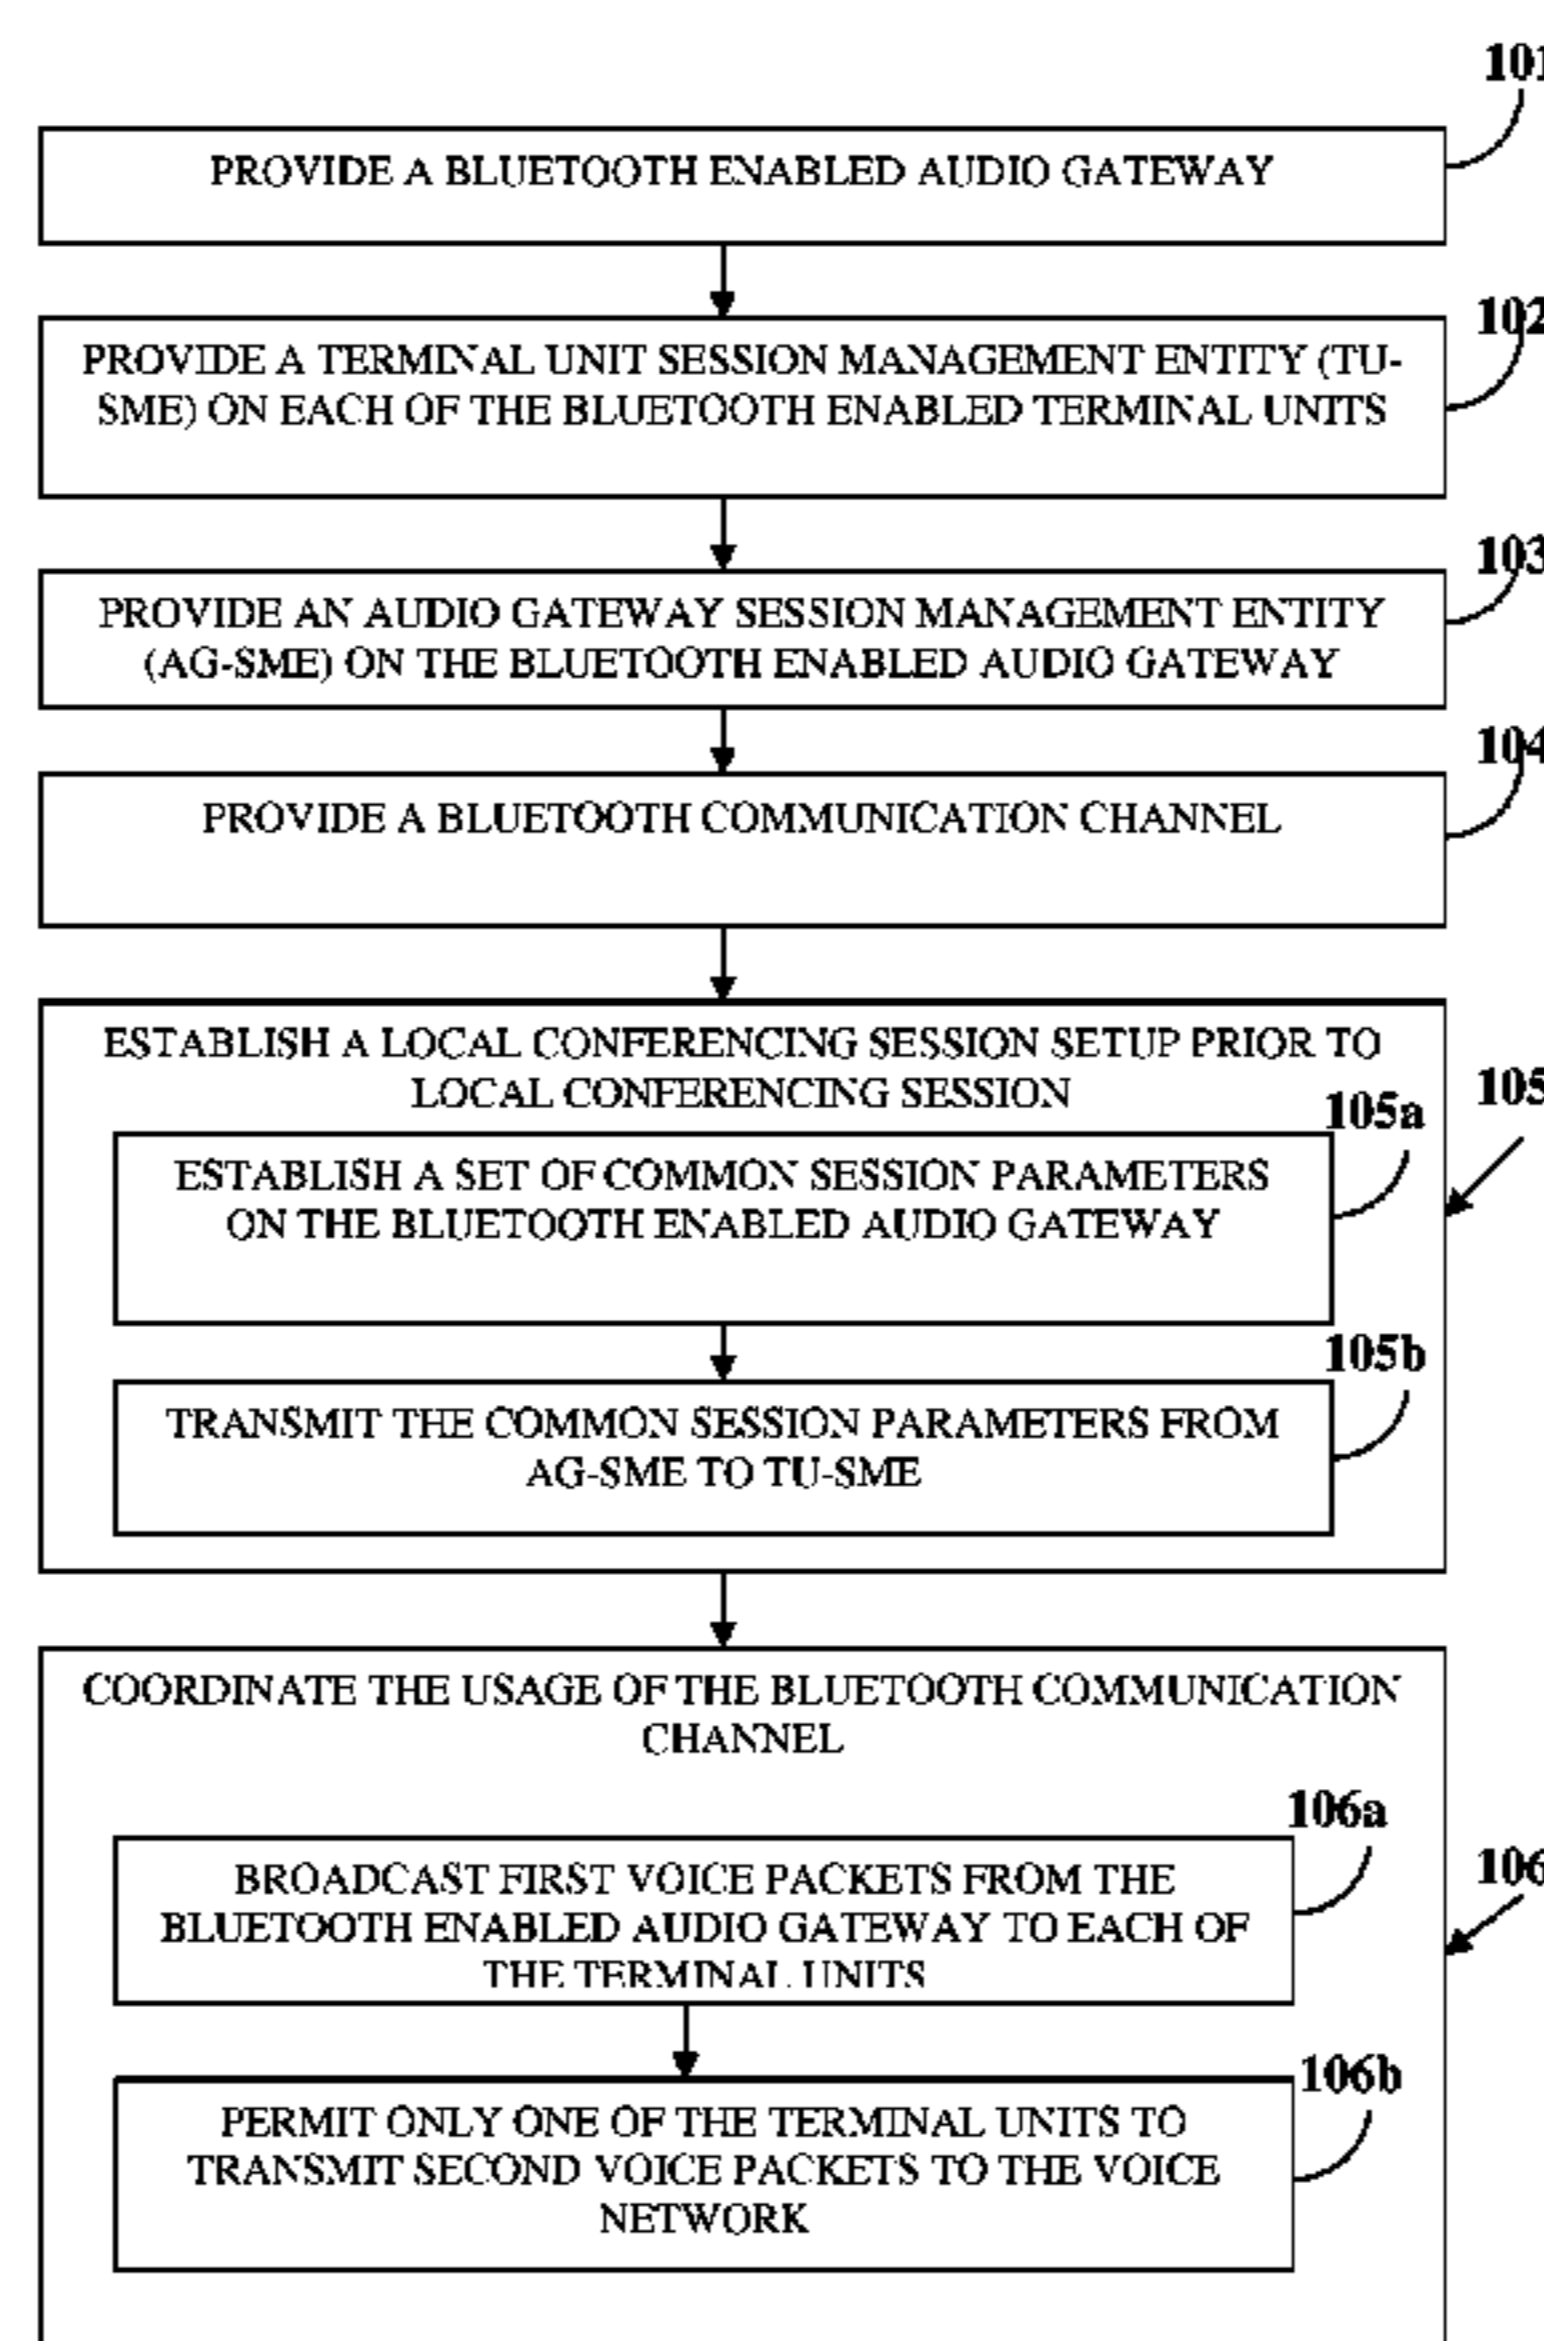 101
PROVIDE A BLUETOOTH ENABLED AUDIO GATEWAY
102
PROVIDE A TERMINAL UNIT SESSION MANAGEMENT ENTITY (TU-
SME) ON EACH OF THE BLUETOOTH ENABLED TERMINAL UNITS
103
PROVIDE AN AUDIO GATEWAY SESSION MANAGEMENT ENTITY
(AG-SME) ON THE BLUETOOTH ENABLED AUDIO GATEWAY
104
PROVIDE A BLUETOOTH COMMUNICATION CHANNEL
ESTABLISH A LOCAL CONFERENCING SESSION SETUP PRIOR TO
LOCAL CONFERENCING SESSION
105
105a
ESTABLISH A SET OF COMMON SESSION PARAMETERS
ON THE BLUETOOTH ENABLED AUDIO GATEWAY
105b
TRANSMIT THE COMMON SESSION PARAMETERS FROM
AG-SME TO TU-SME
COORDINATE THE USAGE OF THE BLUETOOTH COMMUNICATION
CHANNEL
106a
106
BROADCAST FIRST VOICE PACKETS FROM THE
BLUETOOTH ENABLED AUDIO GATEWAY TO EACH OF
THE TERMINAL UNITS
106b
PERMIT ONLY ONE OF THE TERMINAL UNITS TO
TRANSMIT SECOND VOICE PACKETS TO THE VOICE
NETWORK